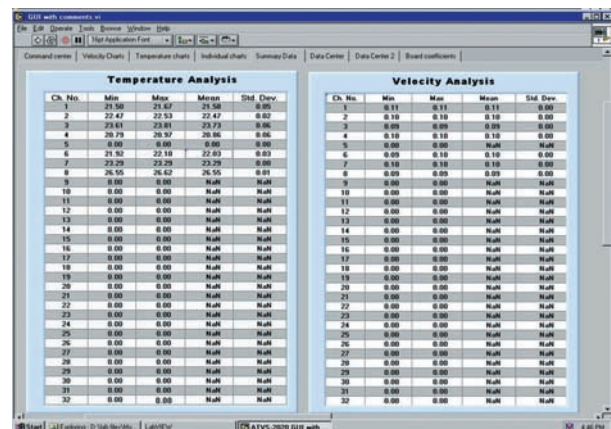 GUI with comments.vi
File Edit Operate Tools Browse Window Help
16pt Application Font
Command center Velocity Charts Temperature charts Individual charts Summary Data Data Center Data Center 2 Board coefficients
Temperature Analysis
Ch. No. Min Max Mean Std. Dev.
1 21.50 21.67 21.58 0.05
2 22.47 22.53 22.47 0.02
3 23.61 23.81 23.73 0.06
4 20.79 20.97 20.86 0.06
5 0.00 0.00 0.00 0.00
6 21.92 22.10 22.03 0.03
7 23.29 23.29 23.29 0.00
8 26.55 26.62 26.55 0.01
9 0.00 0.00 NaN NaN
10 0.00 0.00 NaN NaN
11 0.00 0.00 NaN NaN
12 0.00 0.00 NaN NaN
13 0.00 0.00 NaN NaN
14 0.00 0.00 NaN NaN
15 0.00 0.00 NaN NaN
16 0.00 0.00 NaN NaN
17 0.00 0.00 NaN NaN
18 0.00 0.00 NaN NaN
19 0.00 0.00 NaN NaN
20 0.00 0.00 NaN NaN
21 0.00 0.00 NaN NaN
22 0.00 0.00 NaN NaN
23 0.00 0.00 NaN NaN
24 0.00 0.00 NaN NaN
25 0.00 0.00 NaN NaN
26 0.00 0.00 NaN NaN
27 0.00 0.00 NaN NaN
28 0.00 0.00 NaN NaN
29 0.00 0.00 NaN NaN
30 0.00 0.00 NaN NaN
31 0.00 0.00 NaN NaN
32 0.00 0.00 NaN NaN
Velocity Analysis
Ch. No. Min Max Mean Std. Dev.
1 0.11 0.11 0.11 0.00
2 0.10 0.10 0.10 0.00
3 0.09 0.09 0.09 0.00
4 0.10 0.10 0.10 0.00
5 0.00 0.00 NaN NaN
6 0.09 0.10 0.09 0.00
7 0.10 0.10 0.10 0.00
8 0.09 0.09 0.09 0.00
9 0.00 0.00 NaN NaN
10 0.00 0.00 NaN NaN
11 0.00 0.00 NaN NaN
12 0.00 0.00 NaN NaN
13 0.00 0.00 NaN NaN
14 0.00 0.00 NaN NaN
15 0.00 0.00 NaN NaN
16 0.00 0.00 NaN NaN
17 0.00 0.00 NaN NaN
18 0.00 0.00 NaN NaN
19 0.00 0.00 NaN NaN
20 0.00 0.00 NaN NaN
21 0.00 0.00 NaN NaN
22 0.00 0.00 NaN NaN
23 0.00 0.00 NaN NaN
24 0.00 0.00 NaN NaN
25 0.00 0.00 NaN NaN
26 0.00 0.00 NaN NaN
27 0.00 0.00 NaN NaN
28 0.00 0.00 NaN NaN
29 0.00 0.00 NaN NaN
30 0.00 0.00 NaN NaN
31 0.00 0.00 NaN NaN
32 0.00 0.00 NaN NaN
Start Exploring LabVIEW ATVS-2020 GUI with 4:46 PM